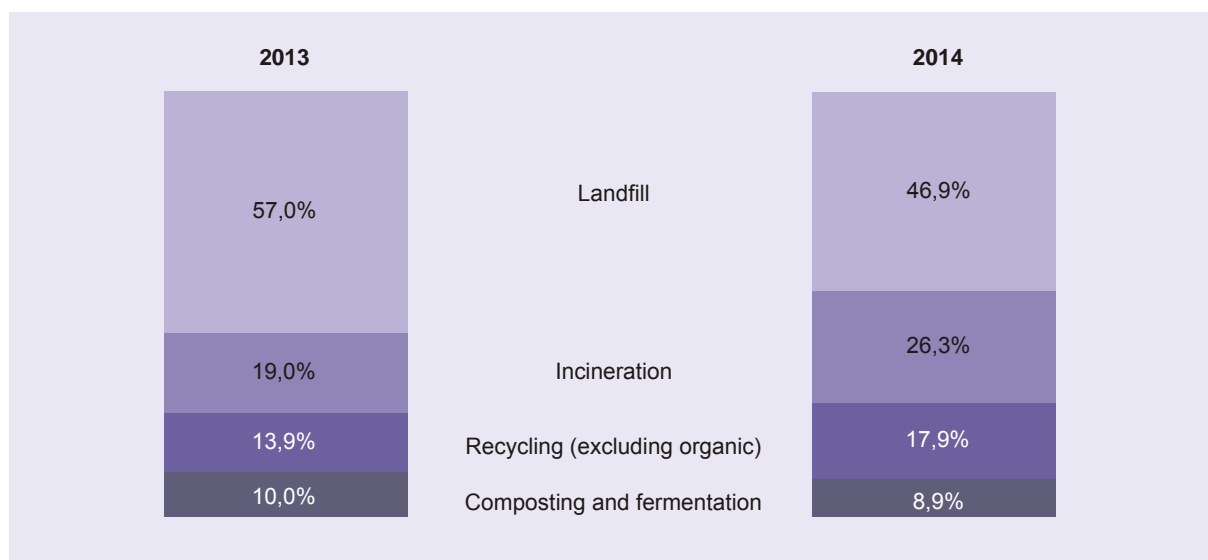 2013
2014
57,0%
Landfill
46,9%
19,0%
Incineration
26,3%
13,9%
Recycling (excluding organic)
17,9%
10,0%
Composting and fermentation
8,9%